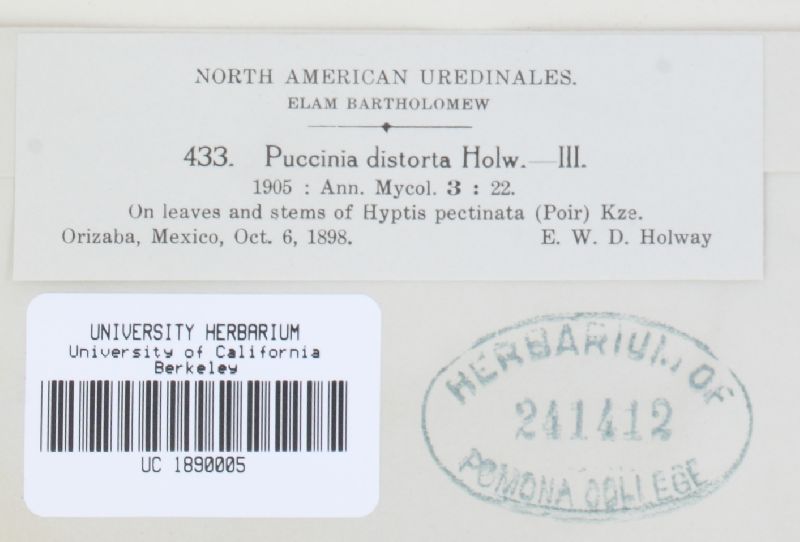 NORTH AMERICAN UREDINALES.
ELAM BARTHOLOMEW
433. Puccinia distorta Holw.—III.
1905 : Ann. Mycol. 3 : 22.
On leaves and stems of Hyptis pectinata (Poir) Kze.
Orizaba, Mexico, Oct. 6, 1898. E. W. D. Holway
UNIVERSITY HERBARIUM
University of California
Berkeley
UC 1890005
HERBARIUM OF
241412
POMONA COLLEGE